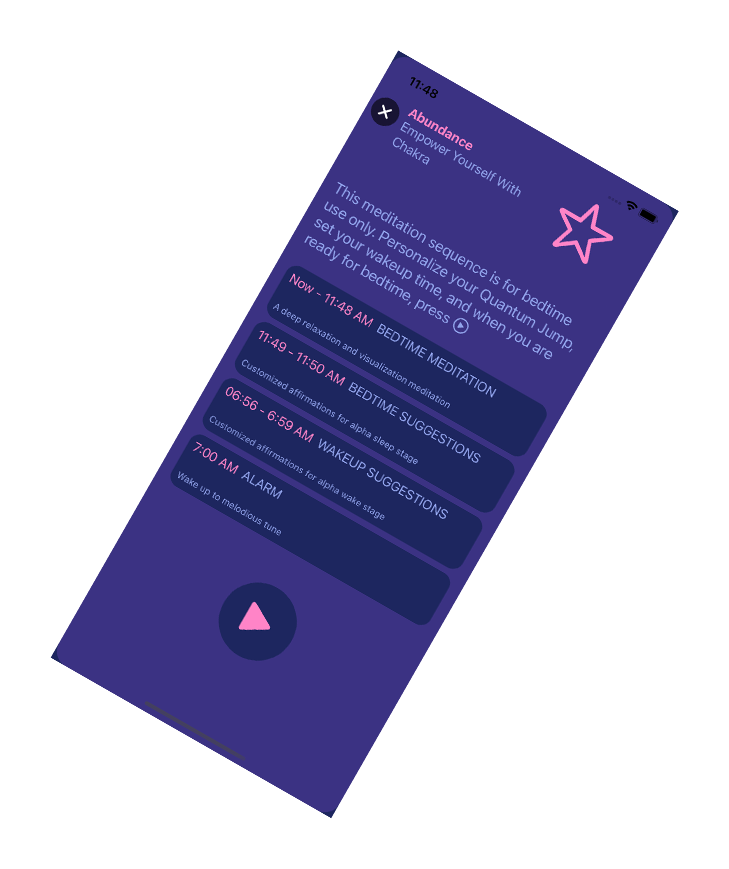 11:48
Abundance
Empower Yourself With
Chakra
This meditation sequence is for bedtime
use only. Personalize your Quantum Jump,
set your wakeup time, and when you are
ready for bedtime, press
Now - 11:48 AM BEDTIME MEDITATION
A deep relaxation and visualization meditation
11:49 - 11:50 AM BEDTIME SUGGESTIONS
Customized affirmations for alpha sleep stage
06:56 - 6:59 AM WAKEUP SUGGESTIONS
Customized affirmations for alpha wake stage
7:00 AM ALARM
Wake up to melodious tune